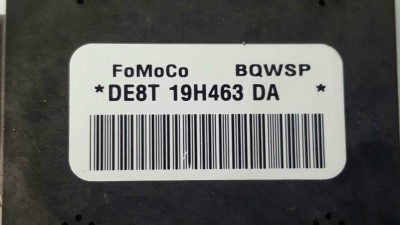 FoMoCo BQWSP
*DE8T 19H463 DA *